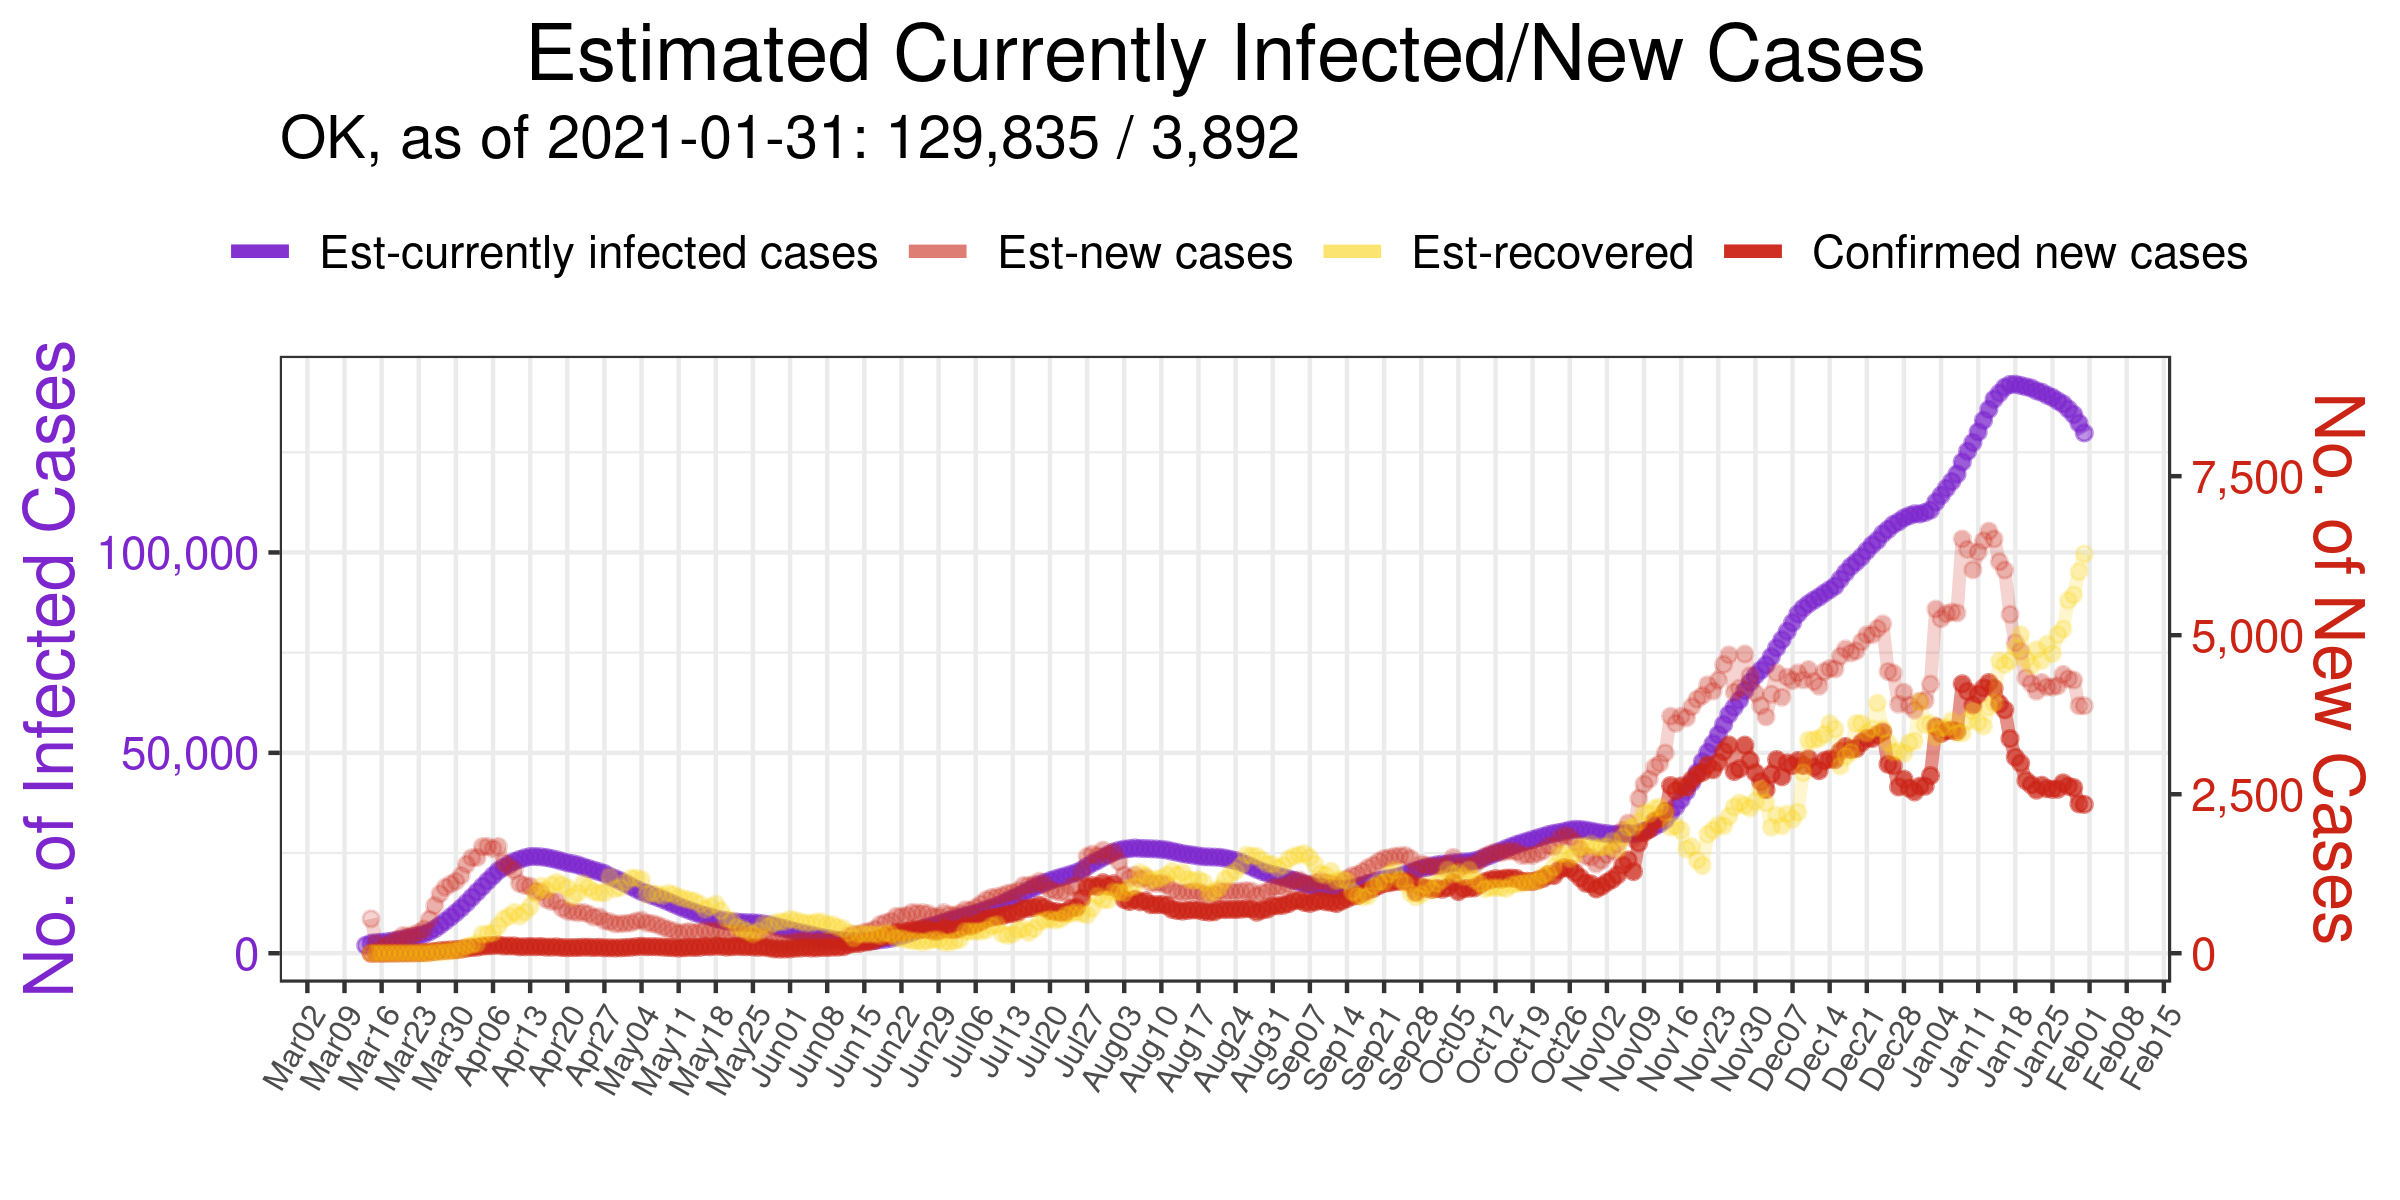 Estimated Currently Infected/New Cases
OK, as of 2021-01-31: 129,835 / 3,892
Est-currently infected cases Est-new cases Est-recovered Confirmed new cases
No. of Infected Cases
100,000
50,000
0
7,500
5,000
2,500
0
No. of New Cases
Mar02 Mar09 Mar16 Mar23 Mar30 Apr06 Apr13 Apr20 Apr27 May04 May11 May18 May25 Jun01 Jun08 Jun15 Jun22 Jun29 Jul06 Jul13 Jul20 Jul27 Aug03 Aug10 Aug17 Aug24 Aug31 Sep07 Sep14 Sep21 Sep28 Oct05 Oct12 Oct19 Oct26 Nov02 Nov09 Nov16 Nov23 Nov30 Dec07 Dec14 Dec21 Dec28 Jan04 Jan11 Jan18 Jan25 Feb01 Feb08 Feb15